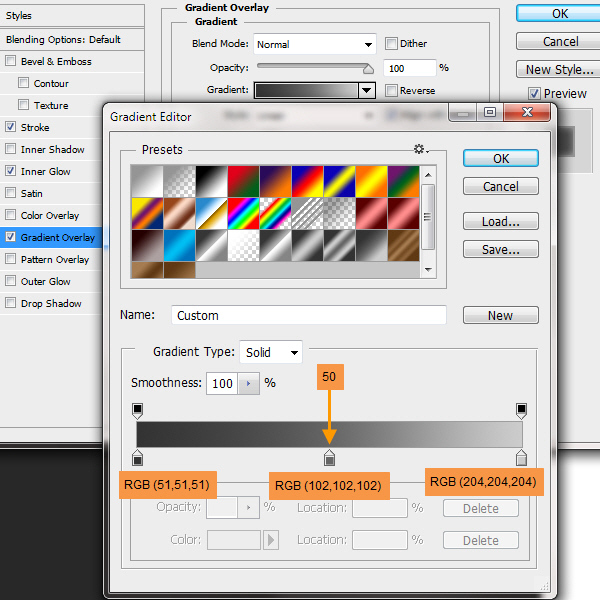 Styles
Blending Options: Default
Bevel & Emboss
Contour
Texture
Stroke
Inner Shadow
Inner Glow
Satin
Color Overlay
Gradient Overlay
Pattern Overlay
Outer Glow
Drop Shadow
Gradient Overlay
Gradient
Blend Mode: Normal
Dither
Opacity: 100 %
Gradient:
Reverse
OK
Cancel
New Style...
Preview
Gradient Editor
Presets
OK
Cancel
Load...
Save...
Name: Custom
New
Gradient Type: Solid
Smoothness: 100 %
50
RGB (51,51,51)
RGB (102,102,102)
RGB (204,204,204)
Opacity: % Location: % Delete
Color: Location: % Delete